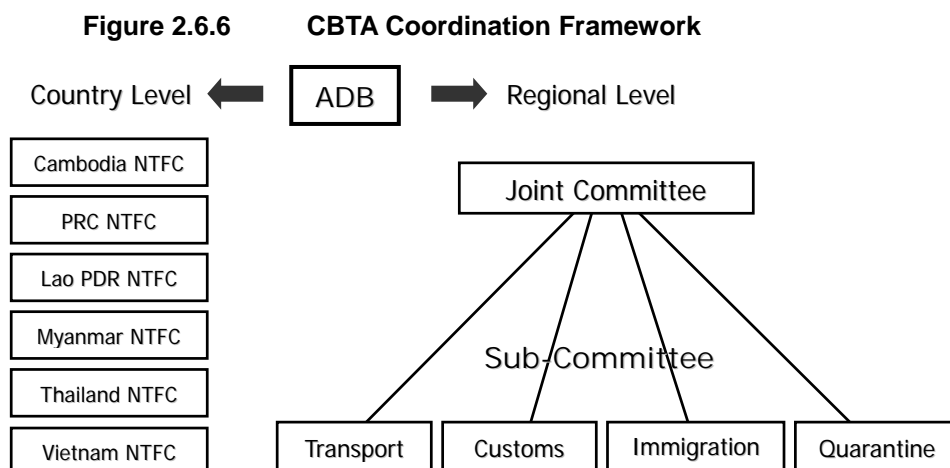 Figure 2.6.6 CBTA Coordination Framework
Country Level ADB Regional Level
Cambodia NTFC
PRC NTFC
Lao PDR NTFC
Myanmar NTFC
Thailand NTFC
Vietnam NTFC
Joint Committee
Sub-Committee
Transport Customs Immigration Quarantine